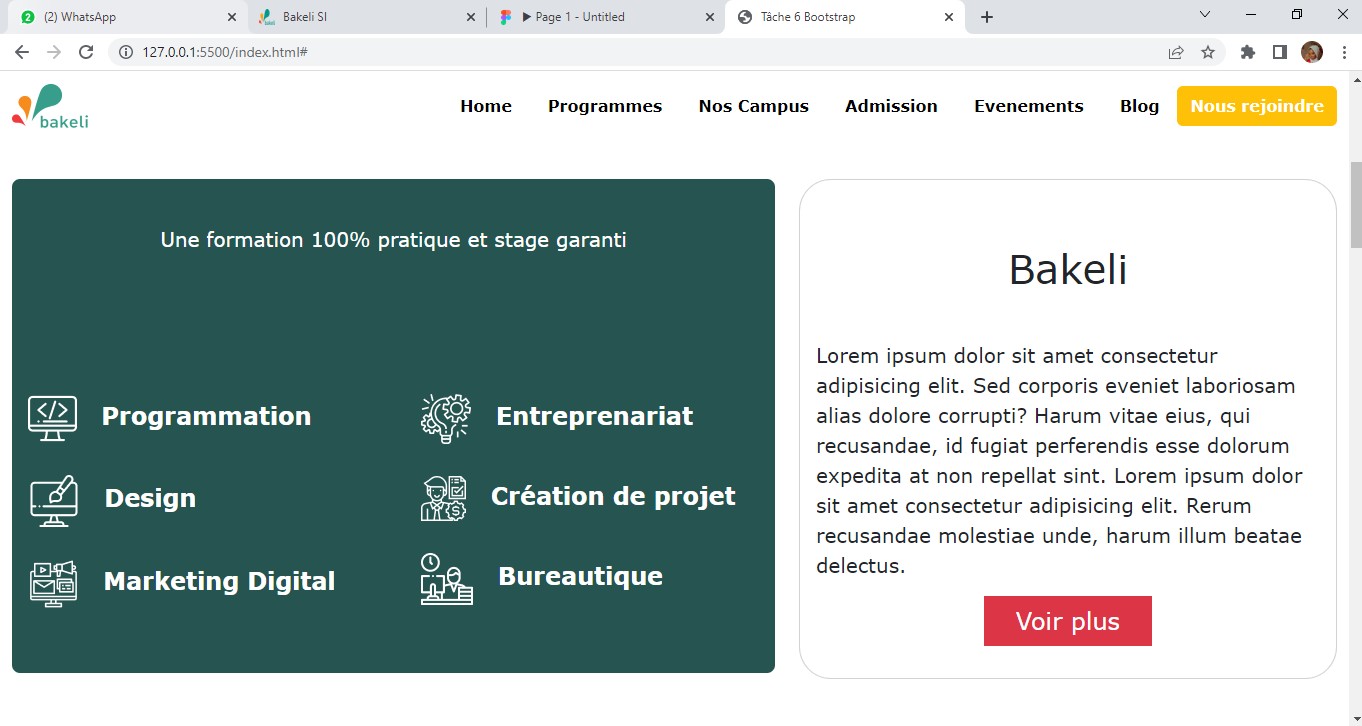 2 (2) WhatsApp
Bakeli SI
▶ Page 1 - Untitled
Tâche 6 Bootstrap
127.0.0.1:5500/index.html#
bakeli
Home
Programmes
Nos Campus
Admission
Evenements
Blog
Nous rejoindre
Une formation 100% pratique et stage garanti
Programmation
Entreprenariat
Design
Création de projet
Marketing Digital
Bureautique
Bakeli
Lorem ipsum dolor sit amet consectetur
adipisicing elit. Sed corporis eveniet laboriosam
alias dolore corrupti? Harum vitae eius, qui
recusandae, id fugiat perferendis esse dolorum
expedita at non repellat sint. Lorem ipsum dolor
sit amet consectetur adipisicing elit. Rerum
recusandae molestiae unde, harum illum beatae
delectus.
Voir plus